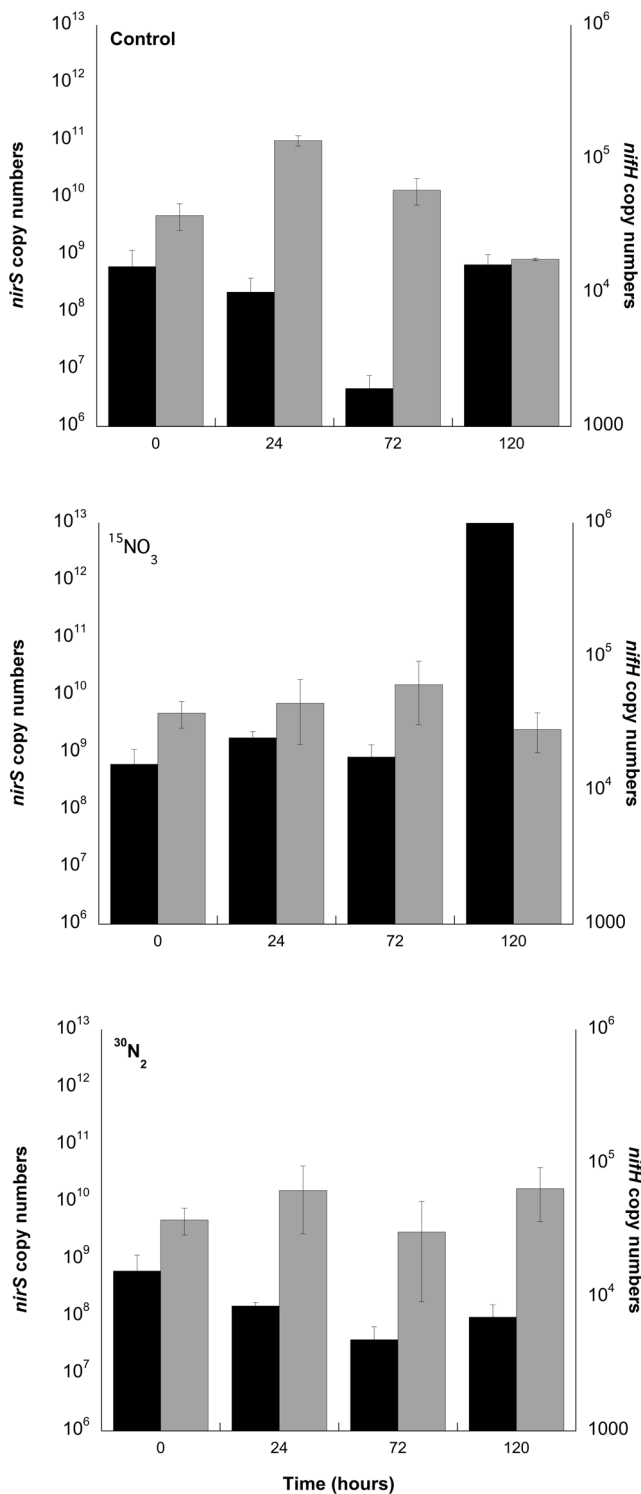 Control
10¹³
10¹²
10¹¹
10¹⁰
10⁹
10⁸
10⁷
10⁶
nirS copy numbers
10⁶
10⁵
10⁴
1000
nifH copy numbers
0 24 72 120
¹⁵NO₃
10¹³
10¹²
10¹¹
10¹⁰
10⁹
10⁸
10⁷
10⁶
nirS copy numbers
10⁶
10⁵
10⁴
1000
nifH copy numbers
0 24 72 120
³⁰N₂
10¹³
10¹²
10¹¹
10¹⁰
10⁹
10⁸
10⁷
10⁶
nirS copy numbers
10⁶
10⁵
10⁴
1000
nifH copy numbers
0 24 72 120
Time (hours)